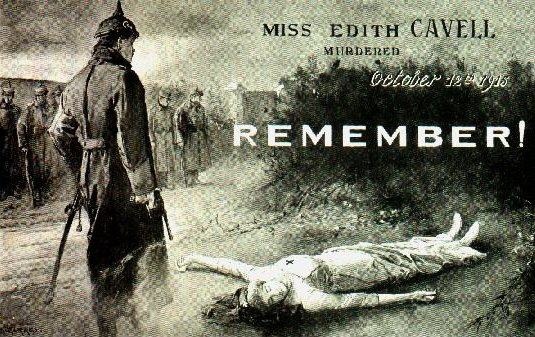 MISS EDITH CAVELL
MURDERED
October 12th 1915
REMEMBER!